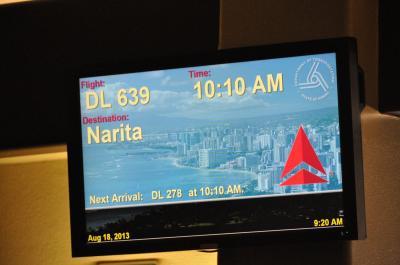 Flight: Time:
DL 639 10:10 AM
Destination:
Narita
Next Arrival: DL 278 at 10:10 AM.
Aug 18, 2013 9:20 AM